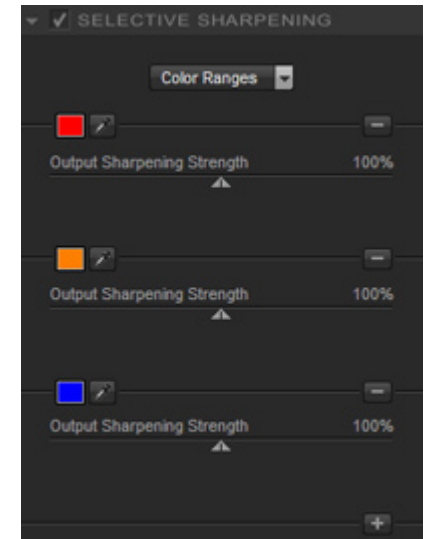 SELECTIVE SHARPENING
Color Ranges
Output Sharpening Strength 100%
Output Sharpening Strength 100%
Output Sharpening Strength 100%